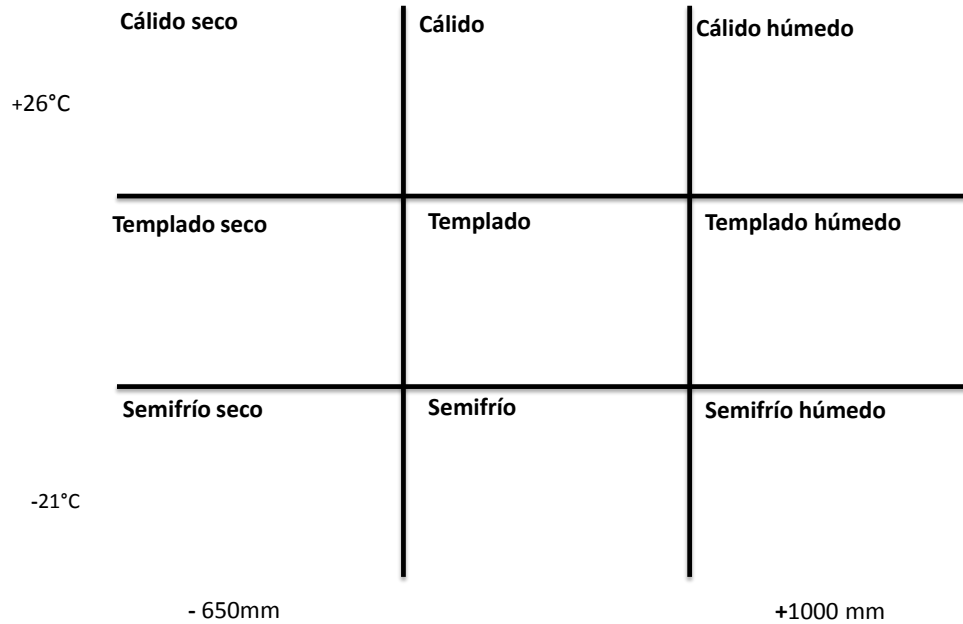 Cálido seco
Cálido
Cálido húmedo
+26°C
Templado seco
Templado
Templado húmedo
Semifrío seco
Semifrío
Semifrío húmedo
-21°C
- 650mm
+1000 mm